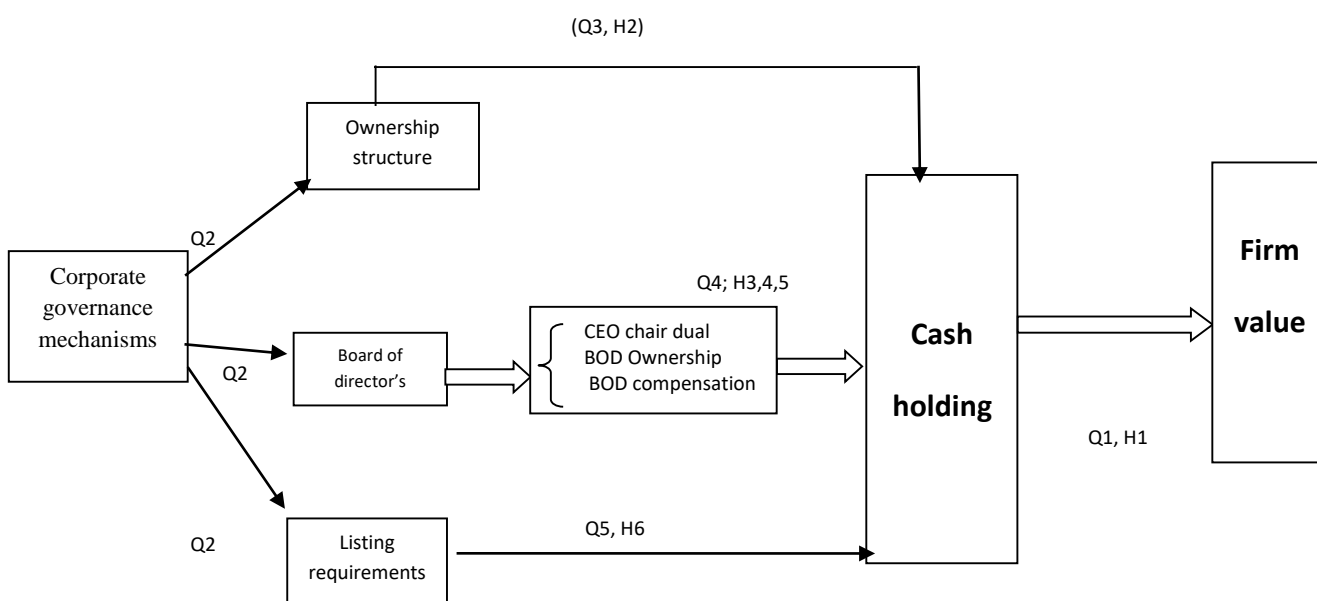 (Q3, H2)
Ownership
structure
Q2
Corporate
governance
mechanisms
Q2
Board of
director’s
Q4; H3,4,5
CEO chair dual
BOD Ownership
BOD compensation
Q2
Listing
requirements
Q5, H6
Cash
holding
Q1, H1
Firm
value